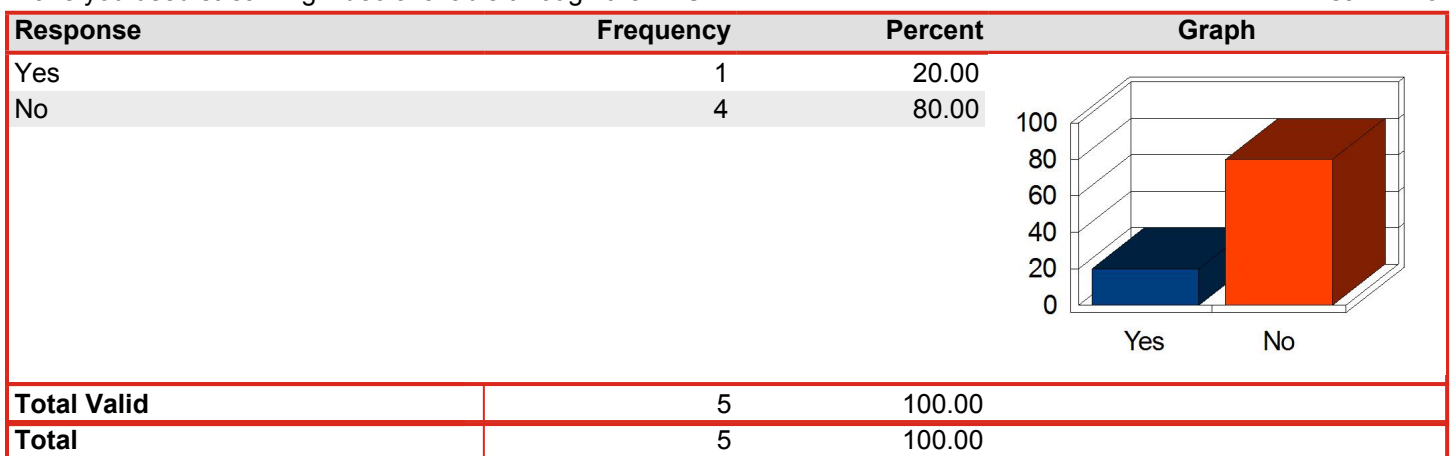 Response Frequency Percent Graph
Yes 1 20.00
No 4 80.00
100
80
60
40
20
0
Yes No
Total Valid 5 100.00
Total 5 100.00